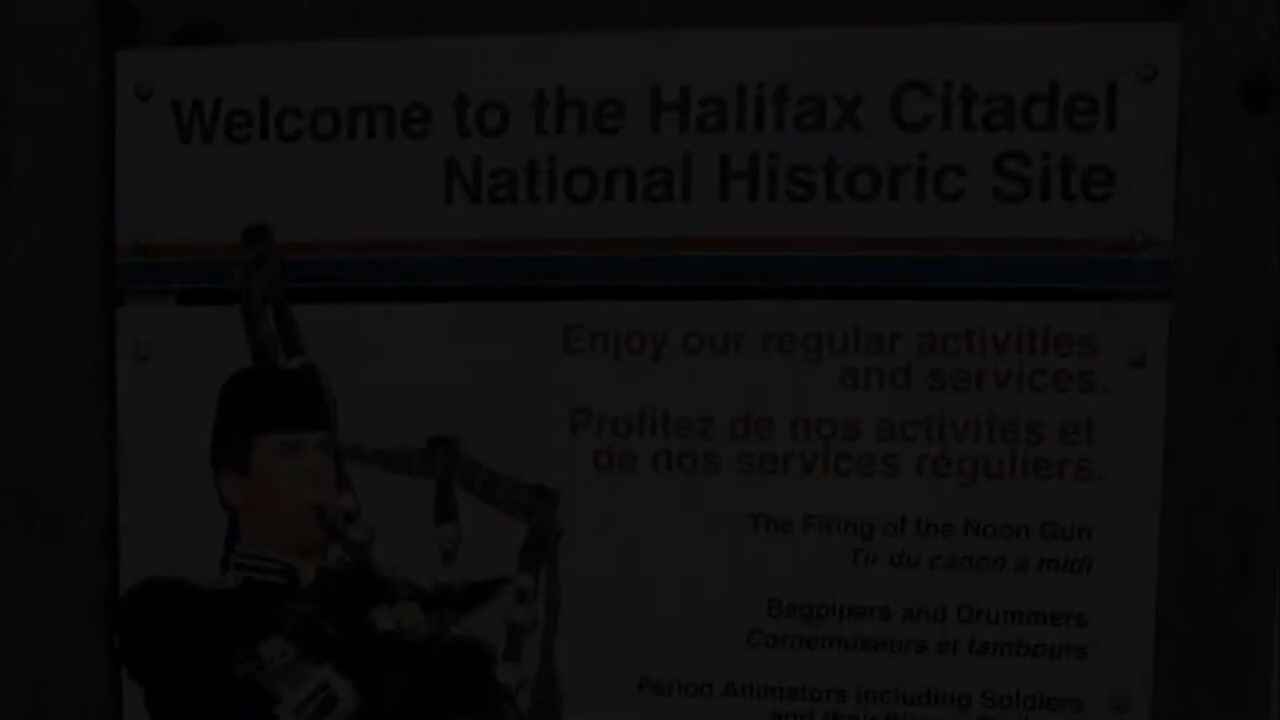 Welcome to the Halifax Citadel
National Historic Site
Enjoy our regular activities
and services.
Profitez de nos activités et
de nos services réguliers.
The Firing of the Noon Gun
Tir du canon à midi
Bagpipers and Drummers
Cornemuseurs et tambours
Period Animators including Soldiers
and their